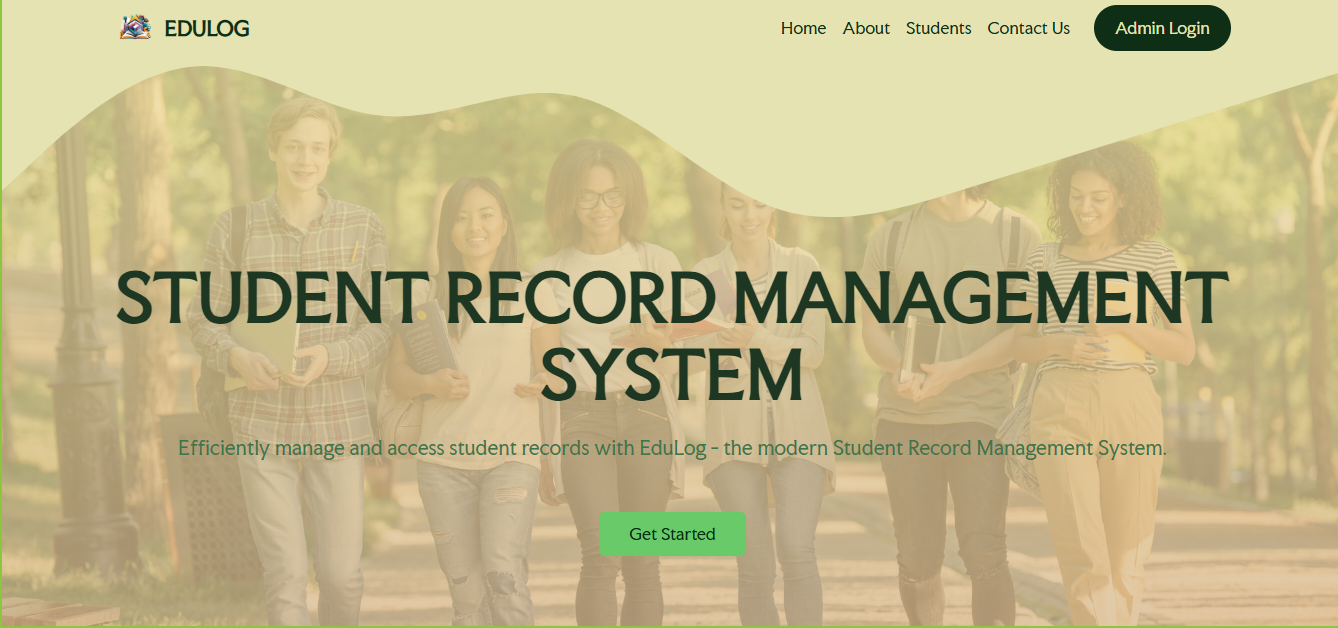 EDULOG
Home
About
Students
Contact Us
Admin Login
STUDENT RECORD MANAGEMENT
SYSTEM
Efficiently manage and access student records with EduLog - the modern Student Record Management System.
Get Started